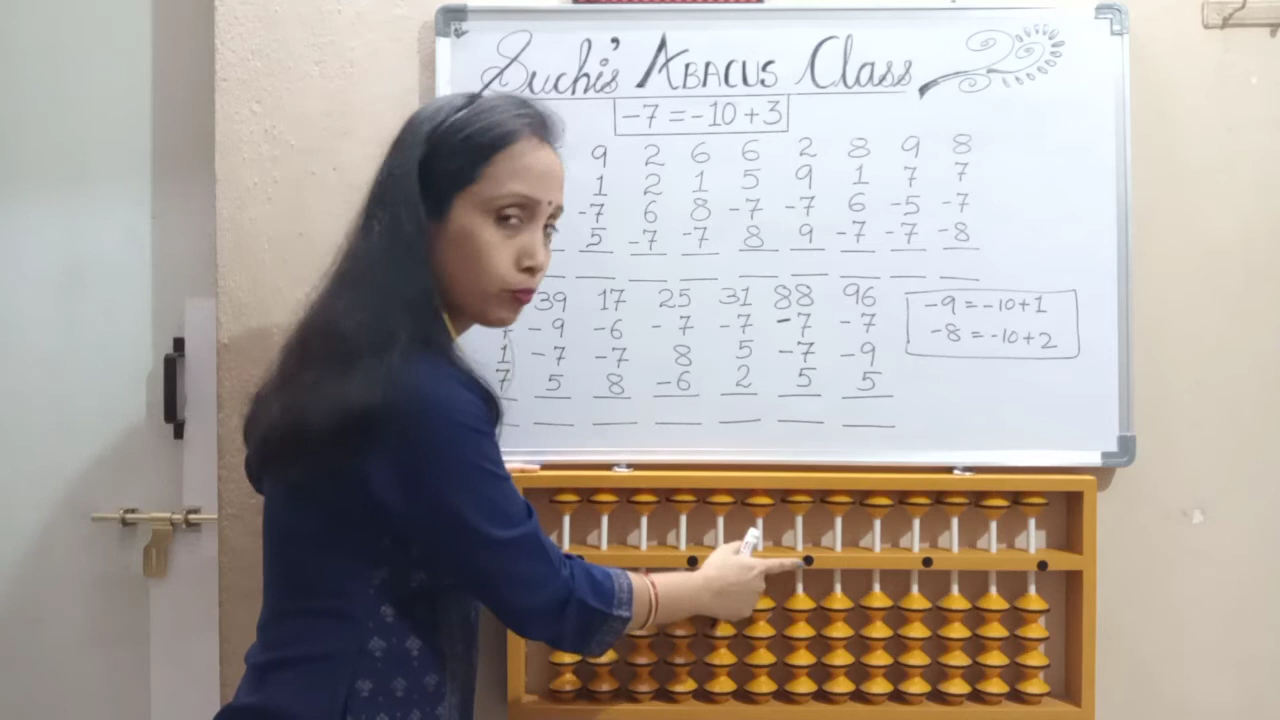 Suchis' ABACUS Class
-7 = -10+3
9 2 6 6 2 8 9 8
1 2 1 5 9 1 7 7
-7 6 8 -7 -7 6 -5 -7
5 -7 -7 8 9 -7 -7 -8
39 17 25 31 88 96
-9 -6 -7 -7 -7 -7
1 -7 -7 8 5 -7 -9
7 5 8 -6 2 5 5
-9 = -10+1
-8 = -10+2